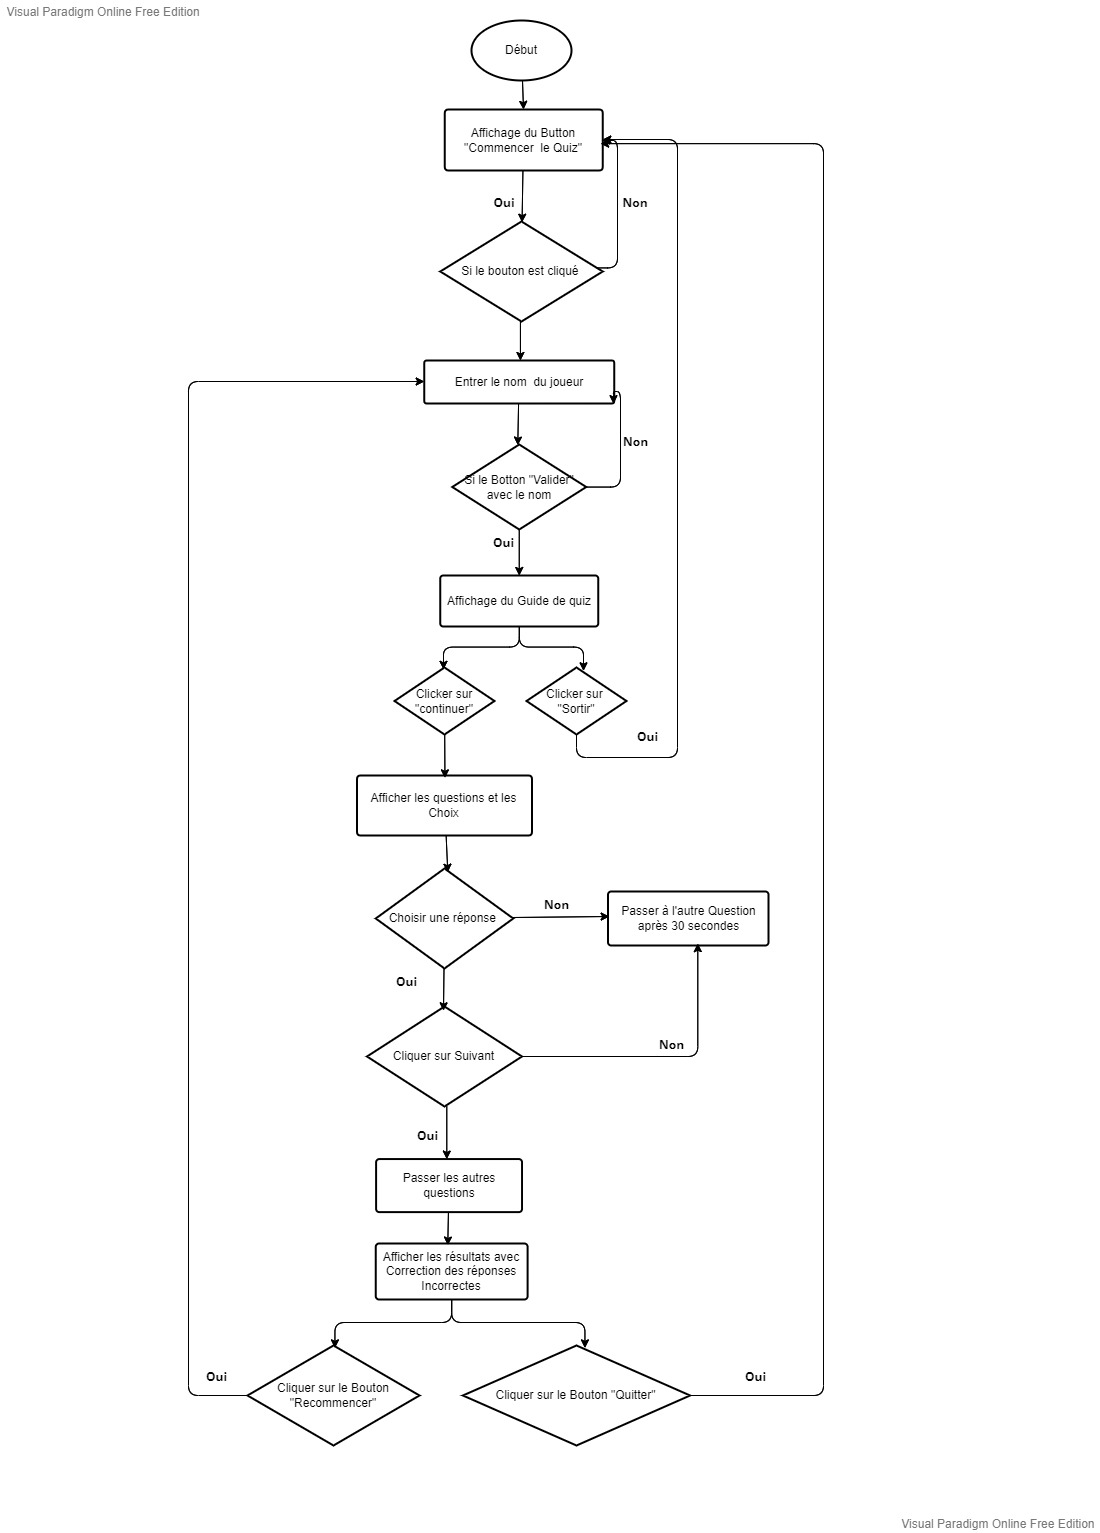 Visual Paradigm Online Free Edition
Début
Affichage du Button
"Commencer le Quiz"
Oui
Non
Si le bouton est cliqué
Entrer le nom du joueur
Non
Si le Botton "Valider"
avec le nom
Oui
Affichage du Guide de quiz
Clicker sur
"continuer"
Clicker sur
"Sortir"
Oui
Afficher les questions et les
Choix
Choisir une réponse
Non
Passer à l'autre Question
après 30 secondes
Oui
Cliquer sur Suivant
Non
Oui
Passer les autres
questions
Afficher les résultats avec
Correction des réponses
Incorrectes
Oui
Cliquer sur le Bouton
"Recommencer"
Cliquer sur le Bouton "Quitter"
Oui
Visual Paradigm Online Free Edition